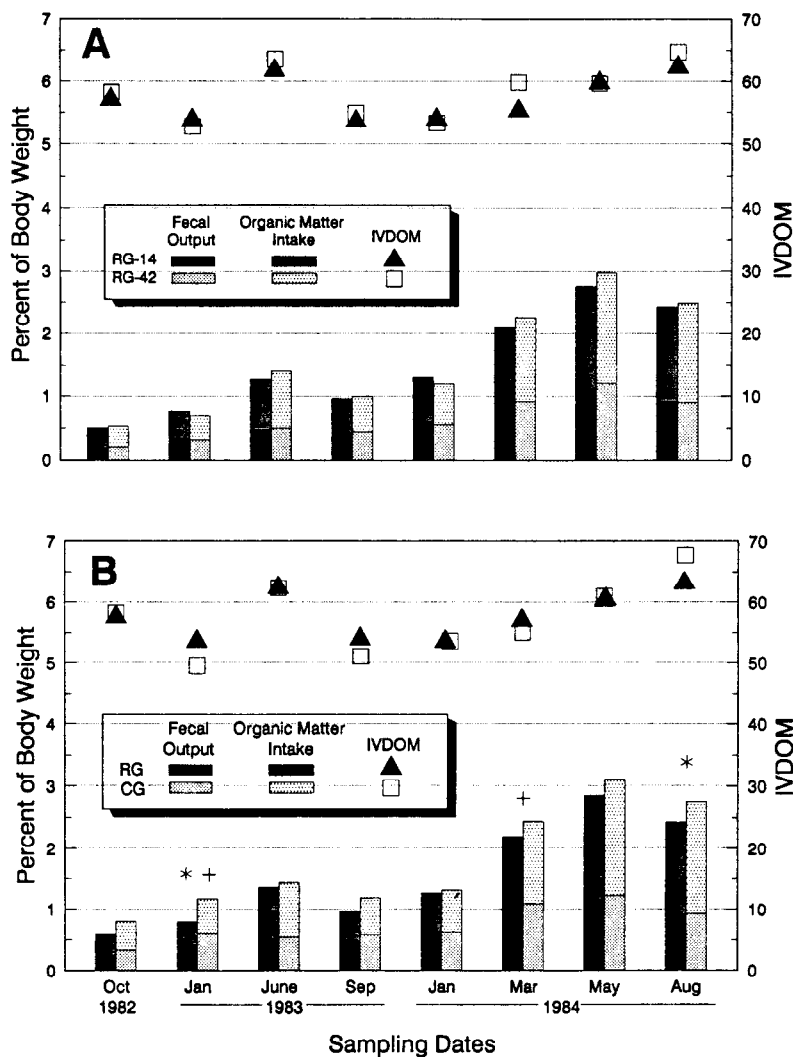 A
Percent of Body Weight
7
6
5
4
3
2
1
0
70
60
50
40
30
20
10
0
IVDOM
Fecal Output
Organic Matter Intake
IVDOM
RG-14
RG-42
B
Percent of Body Weight
7
6
5
4
3
2
1
0
70
60
50
40
30
20
10
0
IVDOM
Fecal Output
Organic Matter Intake
IVDOM
RG
CG
* +
+
*
Oct
Jan
June
Sep
Jan
Mar
May
Aug
1982
1983
1984
Sampling Dates